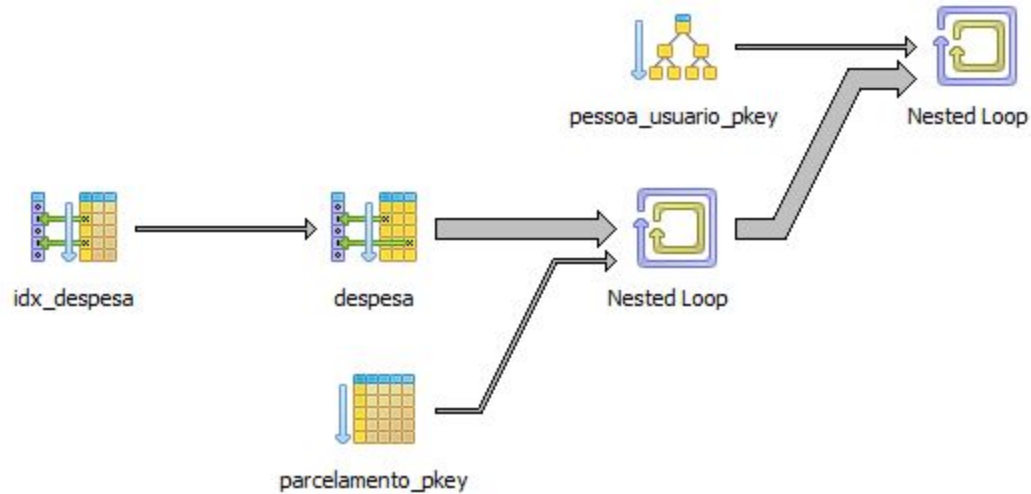 pessoa_usuario_pkey
Nested Loop
idx_despesa
despesa
Nested Loop
parcelamento_pkey